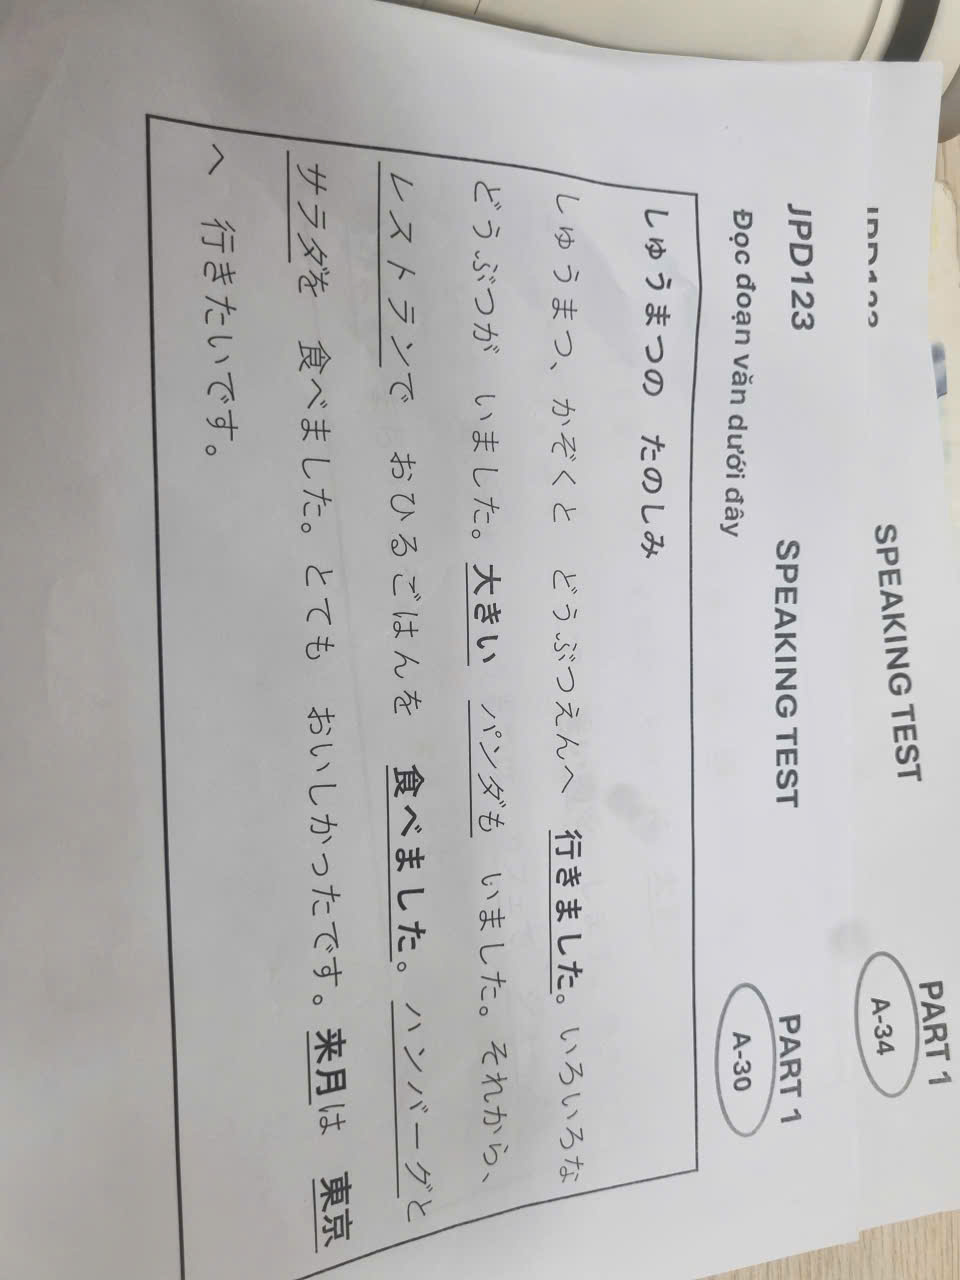 SPEAKING TEST
PART 1
A-34
JPD123
SPEAKING TEST
PART 1
A-30
Đọc đoạn văn dưới đây
しゅうまつの たのしみ
しゅうまつ、かぞくと どうぶつえんへ 行きました。いろいろな
どうぶつが いました。大きい パンダも いました。それから、
レストランで おひるごはんを 食べました。ハンバーグと
サラダを 食べました。とても おいしかったです。来月は 東京
へ 行きたいです。